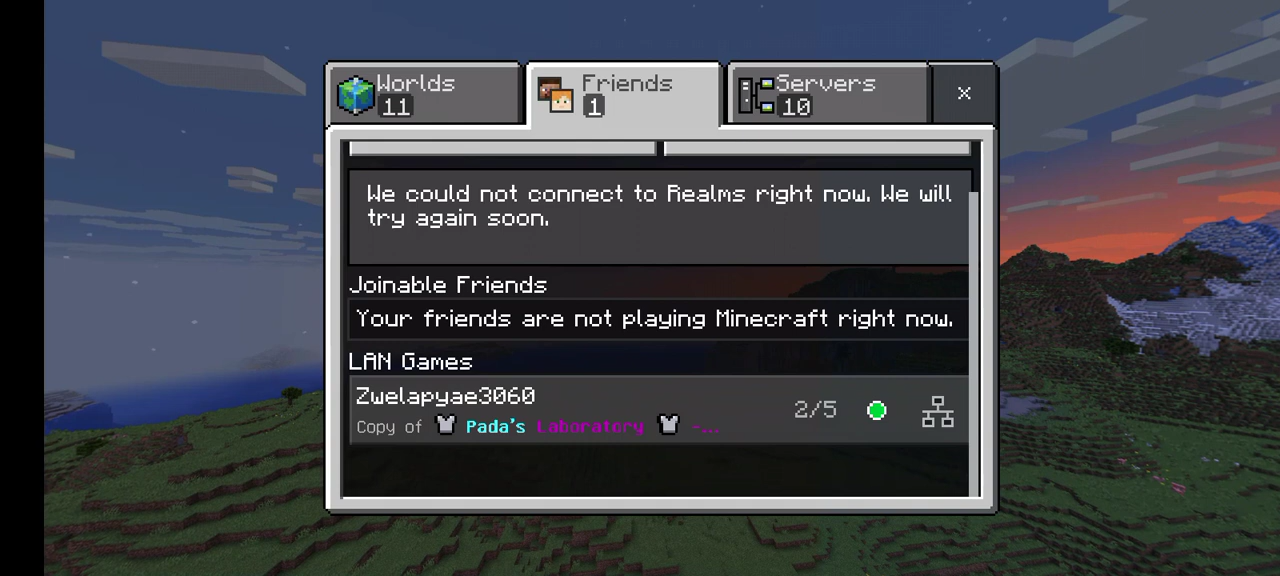 Worlds
11
Friends
1
Servers
10
We could not connect to Realms right now. We will
try again soon.
Joinable Friends
Your friends are not playing Minecraft right now.
LAN Games
Zwelapyae3060
2/5
Copy of Pada's Laboratory -...